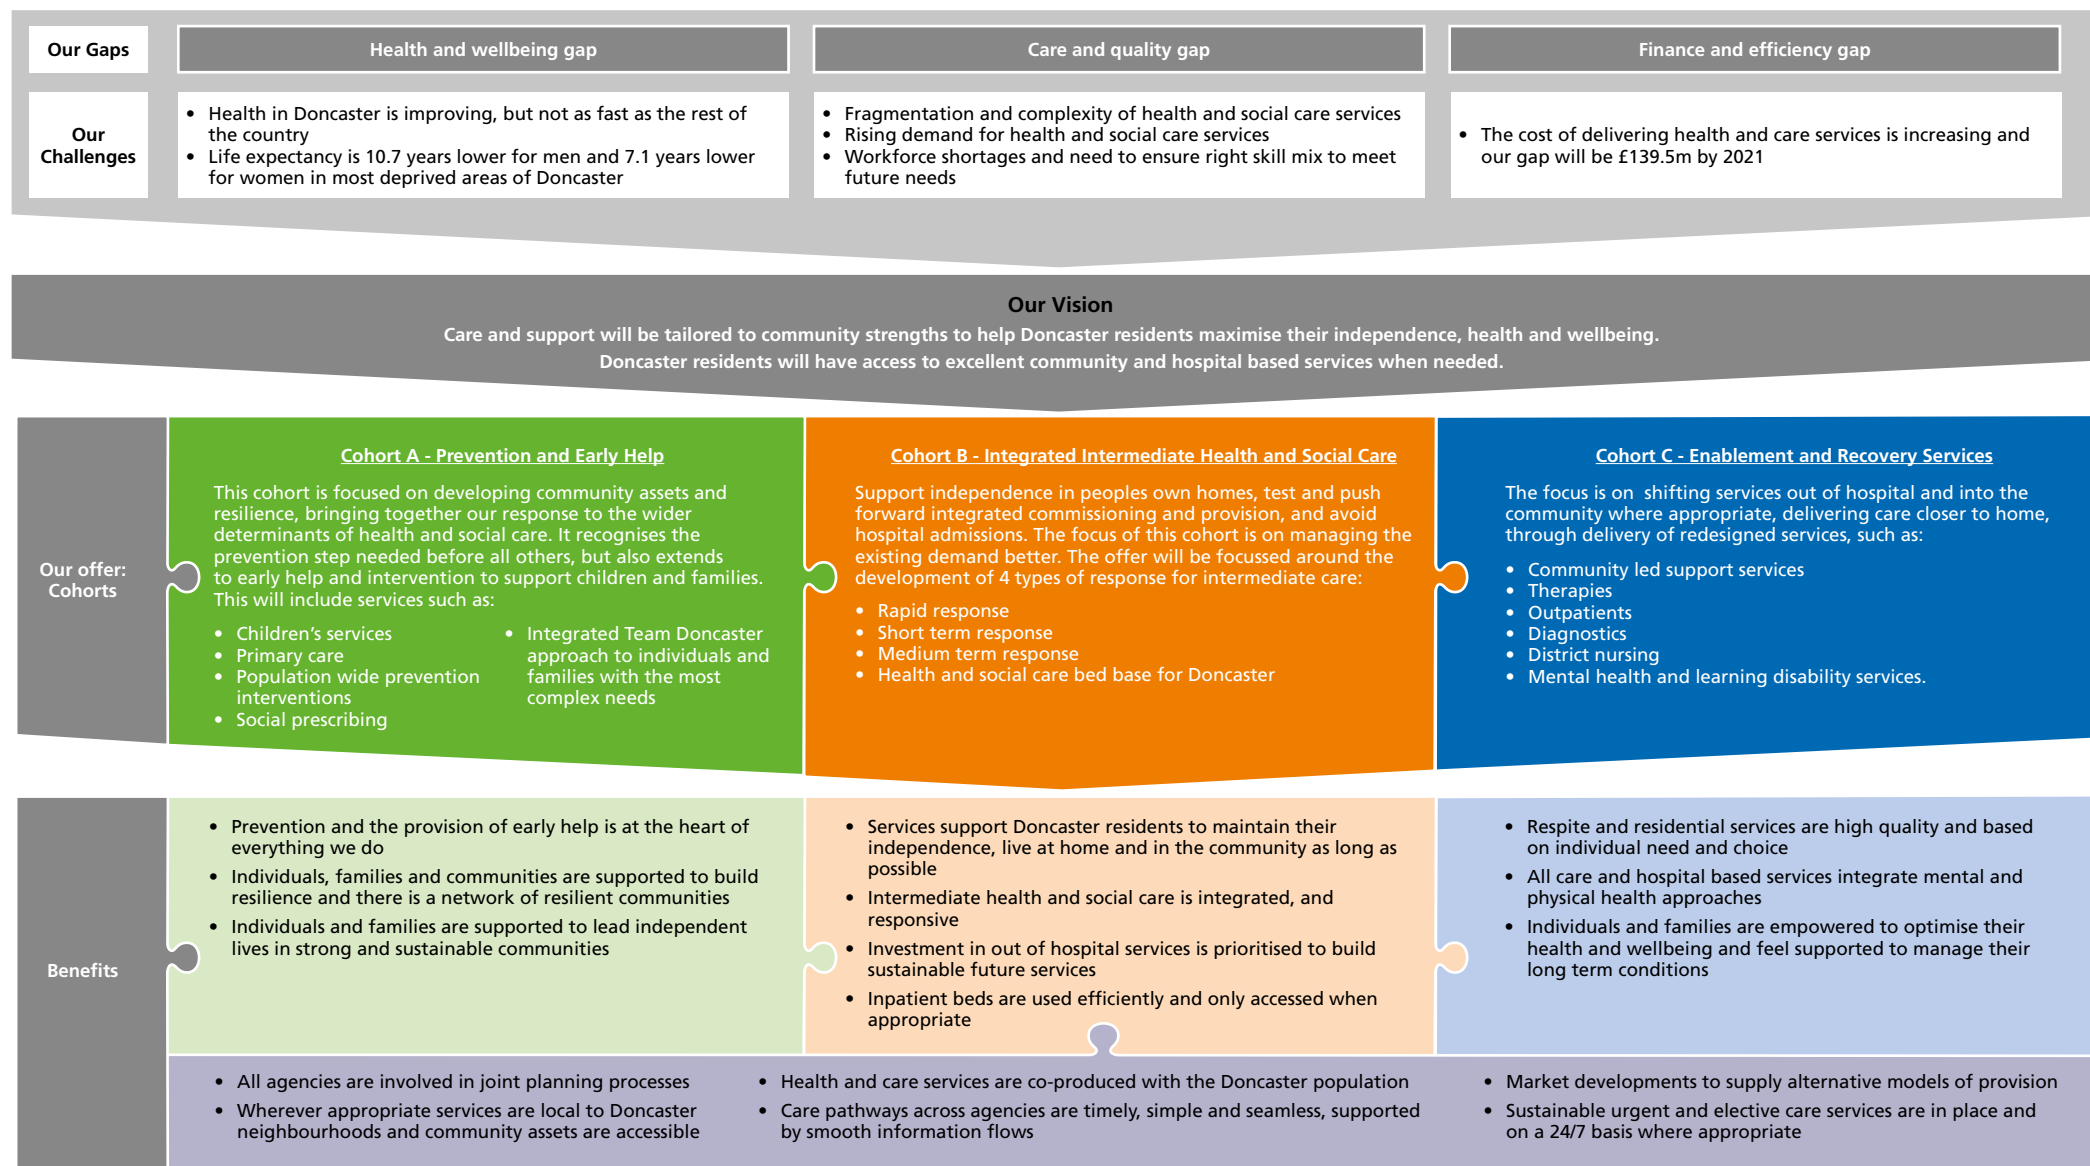 Our Gaps
Health and wellbeing gap
Care and quality gap
Finance and efficiency gap
Our
Challenges
• Health in Doncaster is improving, but not as fast as the rest of
the country
• Life expectancy is 10.7 years lower for men and 7.1 years lower
for women in most deprived areas of Doncaster
• Fragmentation and complexity of health and social care services
• Rising demand for health and social care services
• Workforce shortages and need to ensure right skill mix to meet
future needs
• The cost of delivering health and care services is increasing and
our gap will be £139.5m by 2021
Our Vision
Care and support will be tailored to community strengths to help Doncaster residents maximise their independence, health and wellbeing.
Doncaster residents will have access to excellent community and hospital based services when needed.
Our offer:
Cohorts
Cohort A - Prevention and Early Help
This cohort is focused on developing community assets and
resilience, bringing together our response to the wider
determinants of health and social care. It recognises the
prevention step needed before all others, but also extends
to early help and intervention to support children and families.
This will include services such as:
• Children's services
• Primary care
• Population wide prevention
interventions
• Social prescribing
• Integrated Team Doncaster
approach to individuals and
families with the most
complex needs
Cohort B - Integrated Intermediate Health and Social Care
Support independence in peoples own homes, test and push
forward integrated commissioning and provision, and avoid
hospital admissions. The focus of this cohort is on managing the
existing demand better. The offer will be focussed around the
development of 4 types of response for intermediate care:
• Rapid response
• Short term response
• Medium term response
• Health and social care bed base for Doncaster
Cohort C - Enablement and Recovery Services
The focus is on shifting services out of hospital and into the
community where appropriate, delivering care closer to home,
through delivery of redesigned services, such as:
• Community led support services
• Therapies
• Outpatients
• Diagnostics
• District nursing
• Mental health and learning disability services.
Benefits
• Prevention and the provision of early help is at the heart of
everything we do
• Individuals, families and communities are supported to build
resilience and there is a network of resilient communities
• Individuals and families are supported to lead independent
lives in strong and sustainable communities
• Services support Doncaster residents to maintain their
independence, live at home and in the community as long as
possible
• Intermediate health and social care is integrated, and
responsive
• Investment in out of hospital services is prioritised to build
sustainable future services
• Inpatient beds are used efficiently and only accessed when
appropriate
• Respite and residential services are high quality and based
on individual need and choice
• All care and hospital based services integrate mental and
physical health approaches
• Individuals and families are empowered to optimise their
health and wellbeing and feel supported to manage their
long term conditions
• All agencies are involved in joint planning processes
• Wherever appropriate services are local to Doncaster
neighbourhoods and community assets are accessible
• Health and care services are co-produced with the Doncaster population
• Care pathways across agencies are timely, simple and seamless, supported
by smooth information flows
• Market developments to supply alternative models of provision
• Sustainable urgent and elective care services are in place and
on a 24/7 basis where appropriate